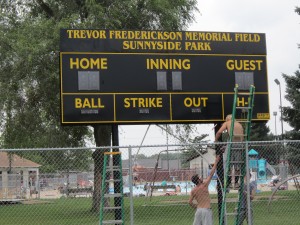 TREVOR FREDERICKSON MEMORIAL FIELD
SUNNYSIDE PARK
HOME INNING GUEST
BALL STRIKE OUT H-